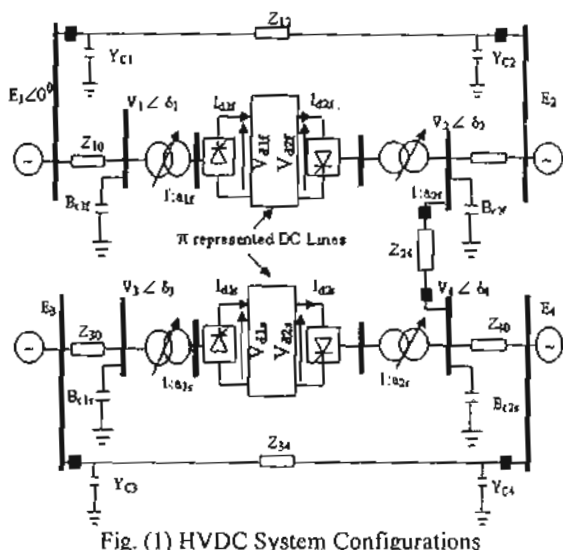 Z12
YC1
YC2
E1∠0⁰
E2
V1∠δ1
Id1f
Id2f
V2∠δ2
Z10
Vd1f
Vd2f
Bc1f
1:a1f
1:a2f
π represented DC Lines
Z24
E3
V3∠δ3
Id1s
Id2s
V4∠δ4
E4
Z30
Vd1s
Vd2s
Z40
Bc1s
1:a1s
1:a2s
Bc2s
Z34
YC3
YC4
Fig. (1) HVDC System Configurations